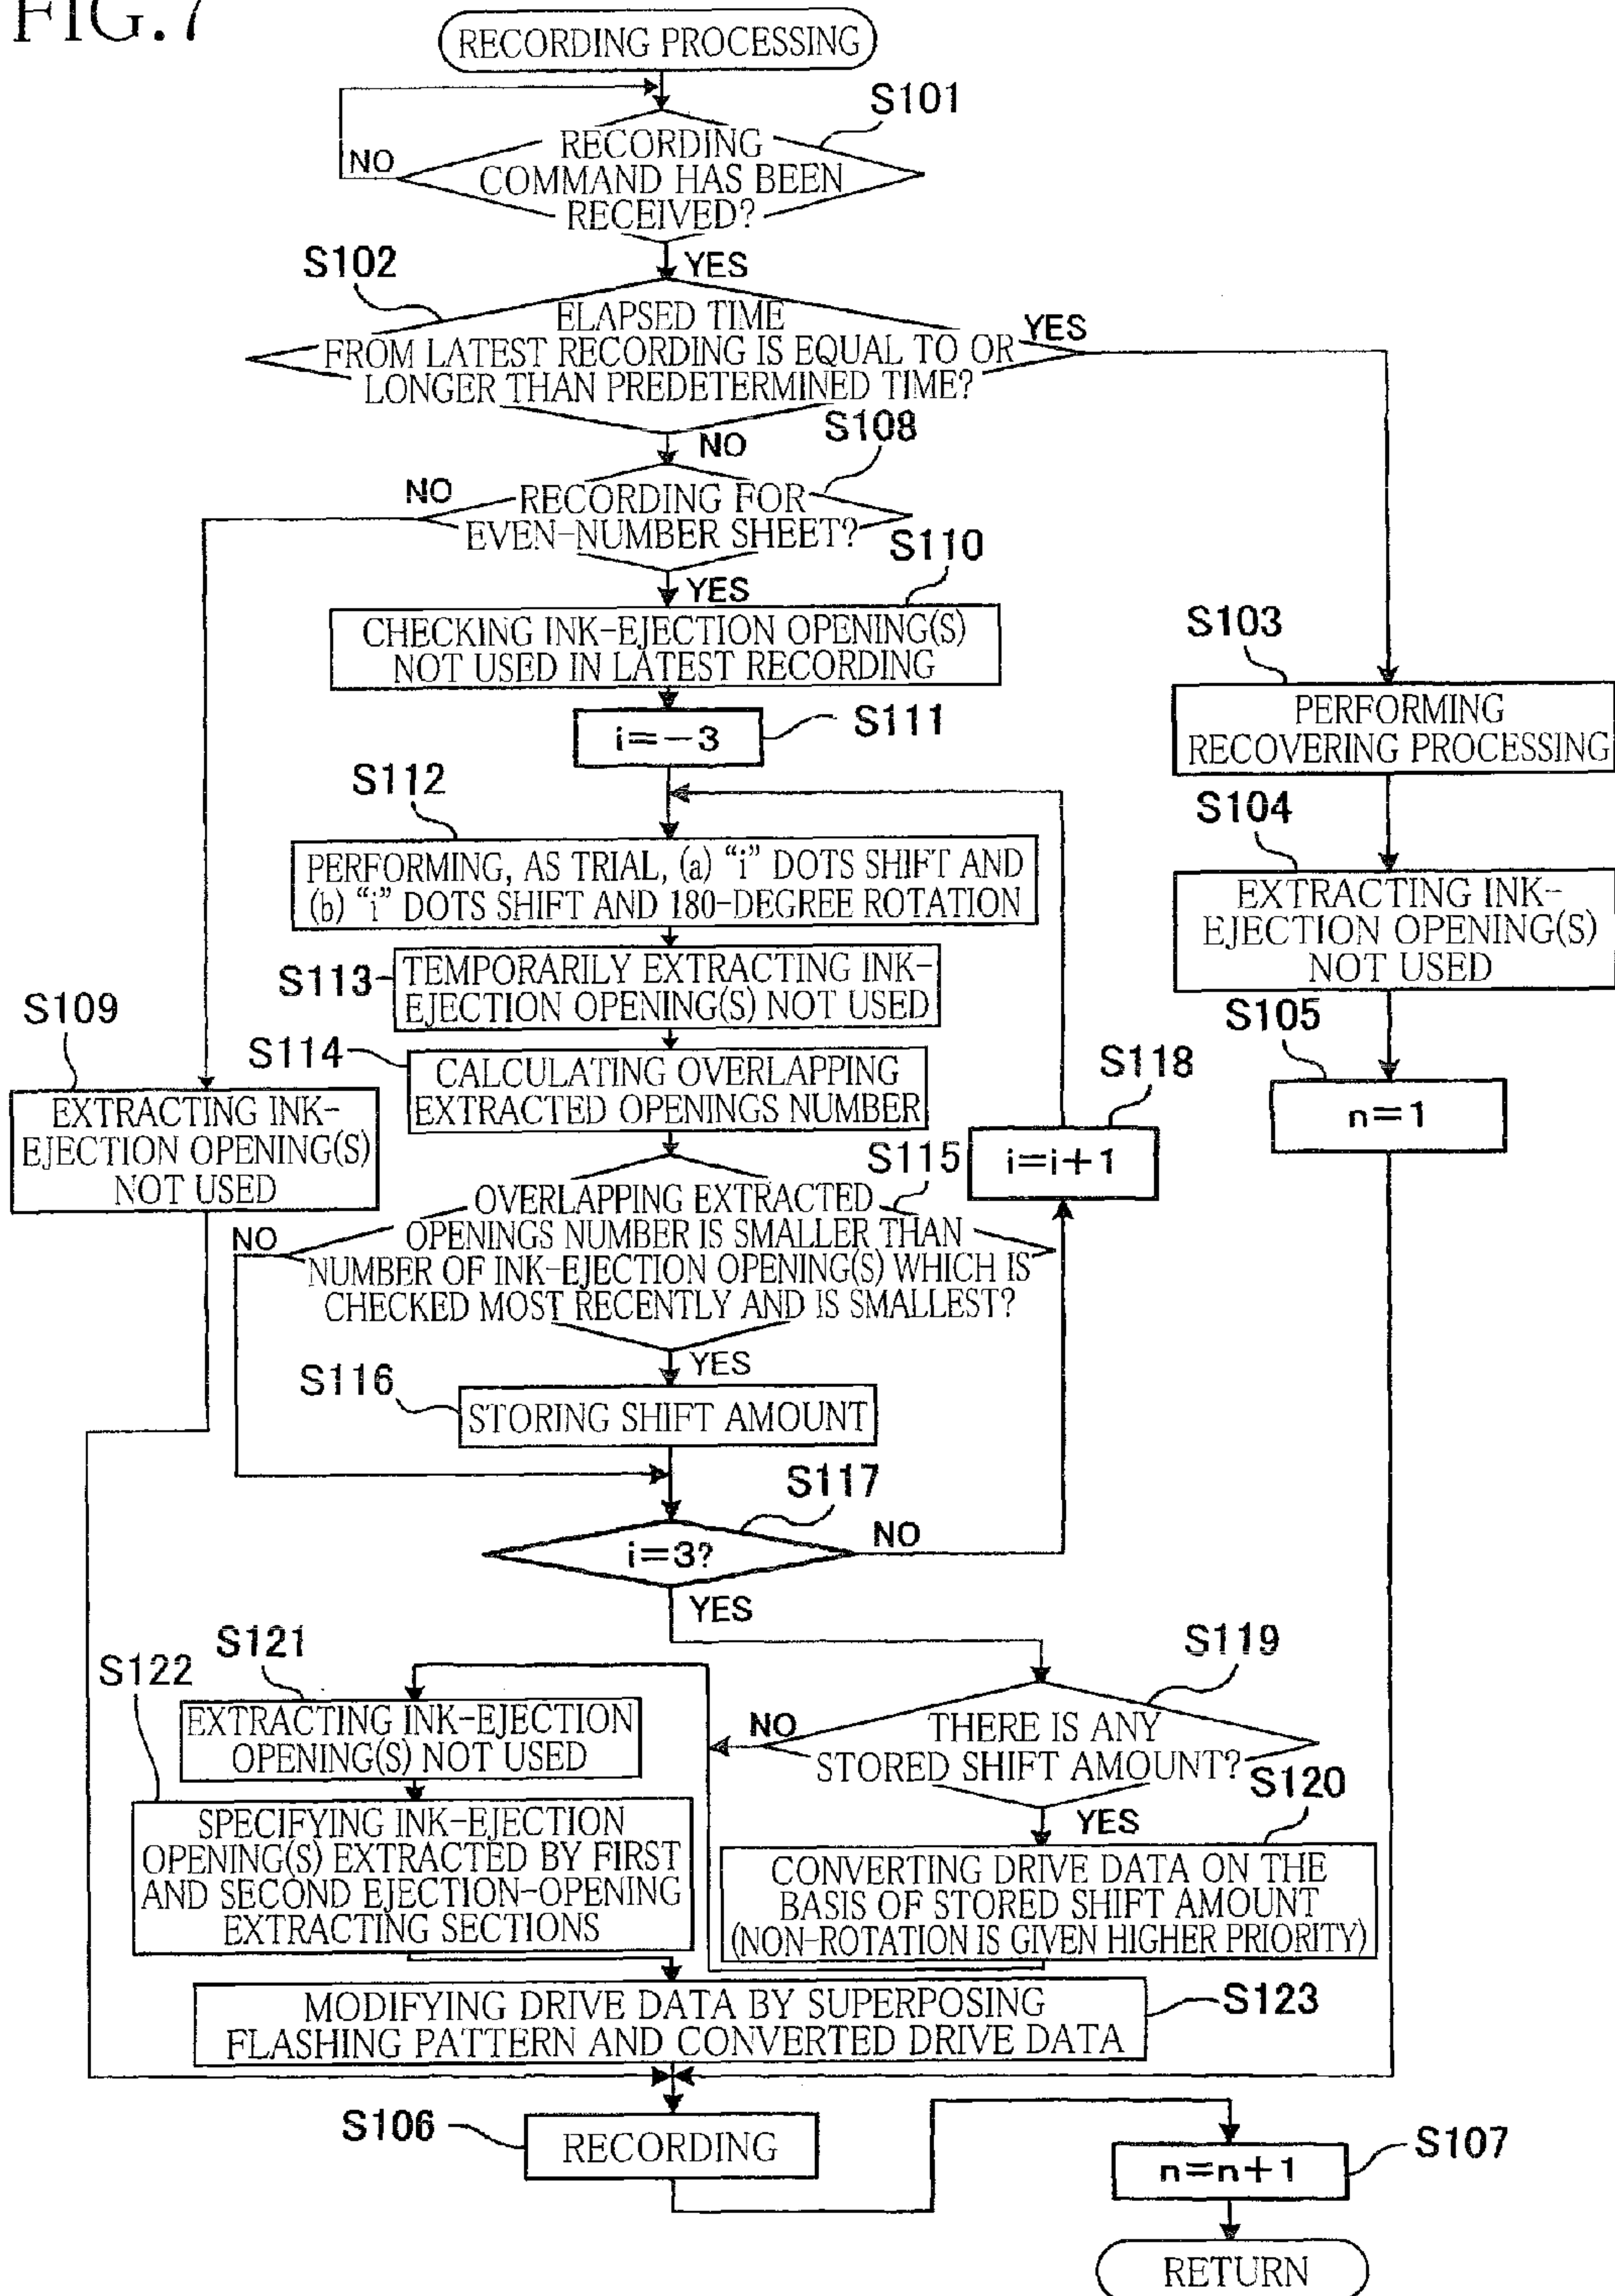 FIG.7
RECORDING PROCESSING
S101
RECORDING
COMMAND HAS BEEN
RECEIVED?
NO
YES
S102
ELAPSED TIME
FROM LATEST RECORDING IS EQUAL TO OR
LONGER THAN PREDETERMINED TIME?
YES
NO
S108
RECORDING FOR
EVEN-NUMBER SHEET?
NO
YES
S110
CHECKING INK-EJECTION OPENING(S)
NOT USED IN LATEST RECORDING
S103
PERFORMING
RECOVERING PROCESSING
i=-3
S111
S112
PERFORMING, AS TRIAL, (a) “i” DOTS SHIFT AND
(b) “i” DOTS SHIFT AND 180-DEGREE ROTATION
S104
EXTRACTING INK-
EJECTION OPENING(S)
NOT USED
S113
TEMPORARILY EXTRACTING INK-
EJECTION OPENING(S) NOT USED
S109
EXTRACTING INK-
EJECTION OPENING(S)
NOT USED
S114
CALCULATING OVERLAPPING
EXTRACTED OPENINGS NUMBER
S118
i=i+1
S105
n=1
S115
OVERLAPPING EXTRACTED
OPENINGS NUMBER IS SMALLER THAN
NUMBER OF INK-EJECTION OPENING(S) WHICH IS
CHECKED MOST RECENTLY AND IS SMALLEST?
NO
YES
S116
STORING SHIFT AMOUNT
S117
i=3?
NO
YES
S119
THERE IS ANY
STORED SHIFT AMOUNT?
NO
YES
S121
EXTRACTING INK-EJECTION
OPENING(S) NOT USED
S120
CONVERTING DRIVE DATA ON THE
BASIS OF STORED SHIFT AMOUNT
(NON-ROTATION IS GIVEN HIGHER PRIORITY)
S122
SPECIFYING INK-EJECTION
OPENING(S) EXTRACTED BY FIRST
AND SECOND EJECTION-OPENING
EXTRACTING SECTIONS
MODIFYING DRIVE DATA BY SUPERPOSING
FLASHING PATTERN AND CONVERTED DRIVE DATA
S123
S106
RECORDING
n=n+1
S107
RETURN